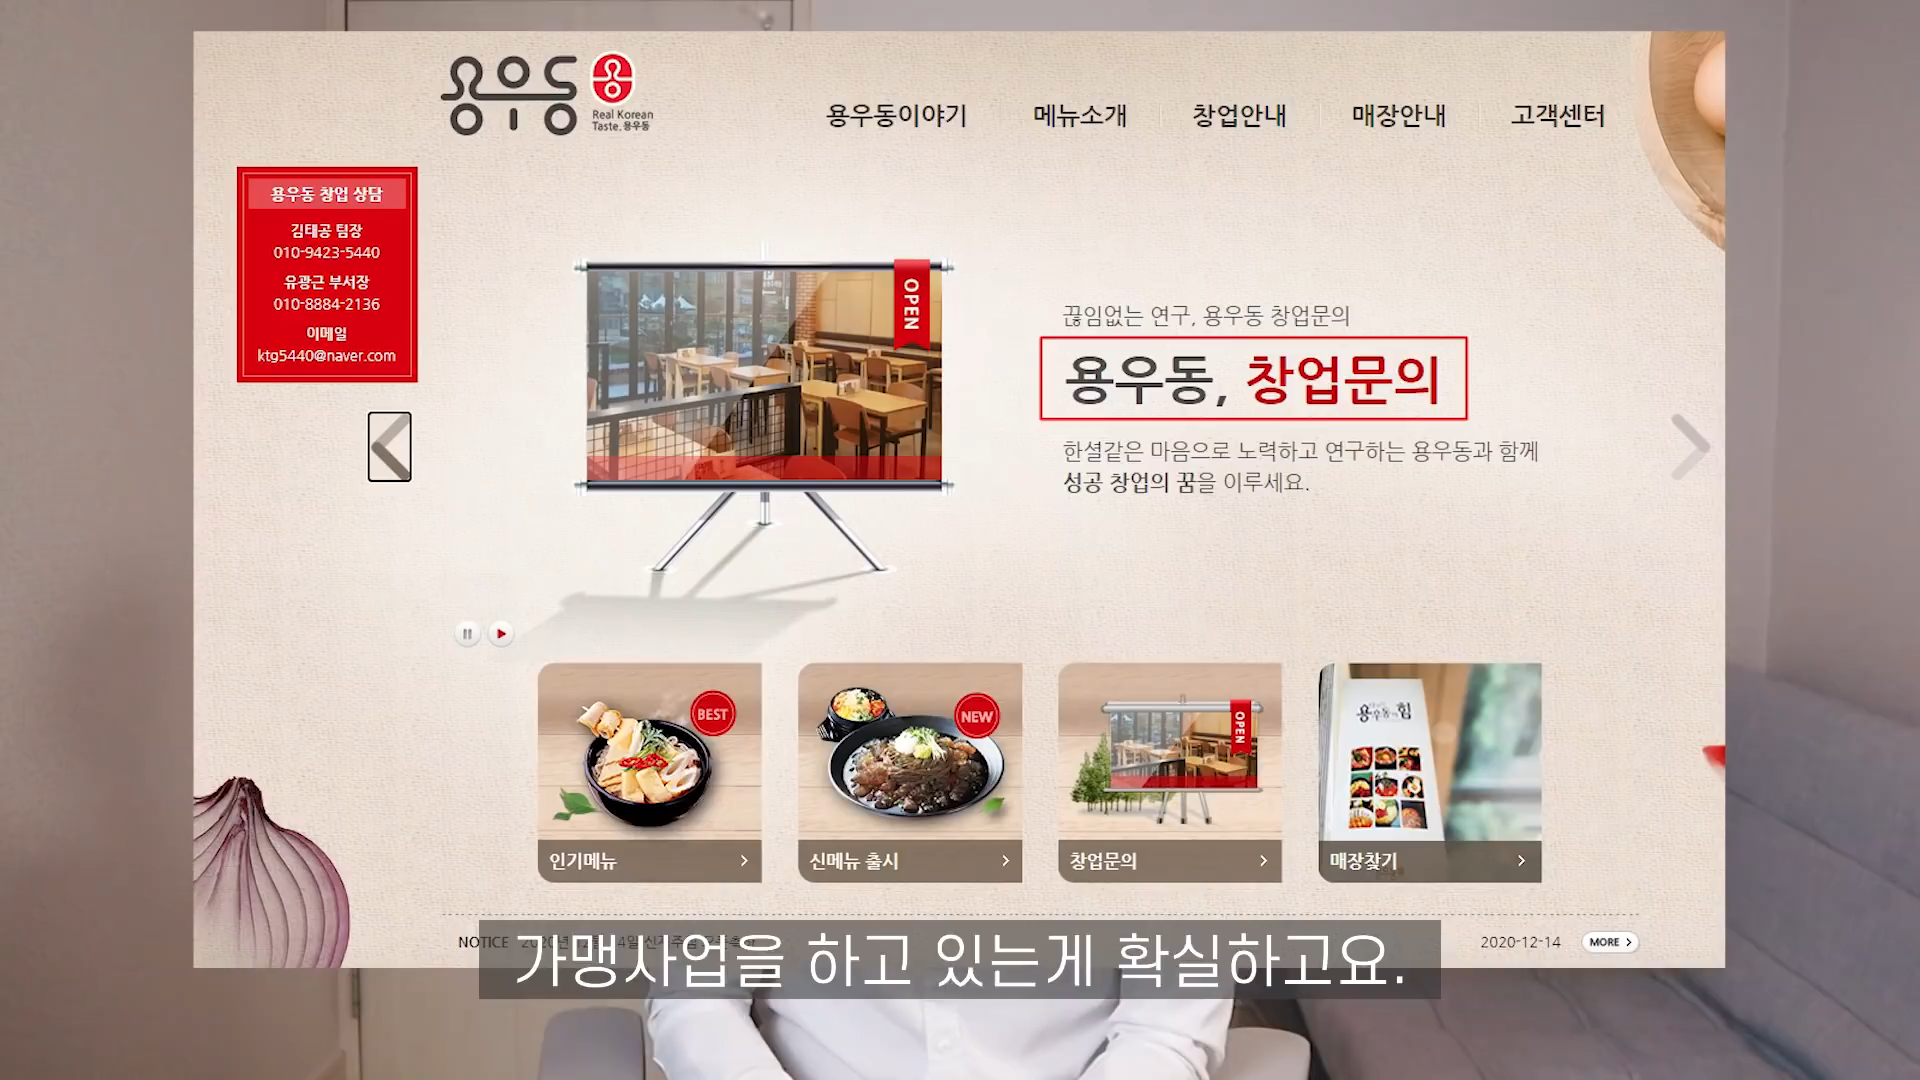 용우동
Real Korean
Taste. 용우동
용우동이야기
메뉴소개
창업안내
매장안내
고객센터
용우동 창업 상담
김태공 팀장
010-9423-5440
유광근 부서장
010-8884-2136
이메일
ktg5440@naver.com
OPEN
끊임없는 연구, 용우동 창업문의
용우동, 창업문의
한셜같은 마음으로 노력하고 연구하는 용우동과 함께
성공 창업의 꿈을 이루세요.
BEST
인기메뉴
NEW
신메뉴 출시
OPEN
창업문의
용우동의힘
매장찾기
NOTICE
2020-12-14
MORE
가맹사업을 하고 있는게 확실하고요.